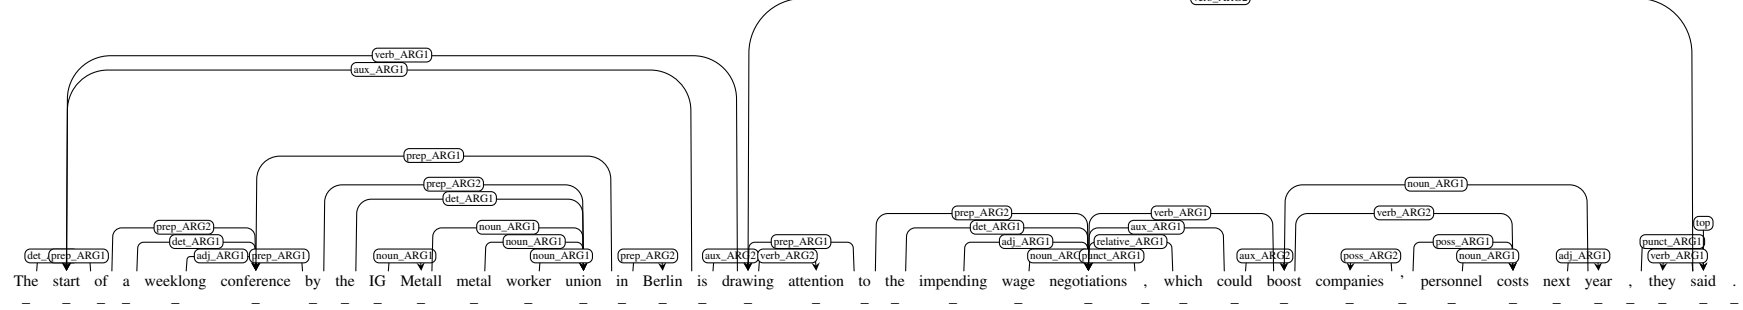 verb_ARG2
verb_ARG1
aux_ARG1
prep_ARG1
prep_ARG2 noun_ARG1
det_ARG1
prep_ARG2 verb_ARG1 verb_ARG2
prep_ARG2 noun_ARG1 det_ARG1 aux_ARG1 top
det_ARG1 noun_ARG1 prep_ARG1 adj_ARG1 relative_ARG1 poss_ARG1 punct_ARG1
prep_ARG1 adj_ARG1 prep_ARG1 noun_ARG1 noun_ARG1 prep_ARG2 aux_ARG2 verb_ARG2 punct_ARG1 aux_ARG2 poss_ARG2 noun_ARG1 adj_ARG1 verb_ARG1
The start of a weeklong conference by the IG Metall metal worker union in Berlin is drawing attention to the impending wage negotiations , which could boost companies ' personnel costs next year , they said .
_ _ _ _ _ _ _ _ _ _ _ _ _ _ _ _ _ _ _ _ _ _ _ _ _ _ _ _ _ _ _ _ _ _ _ _ _ _